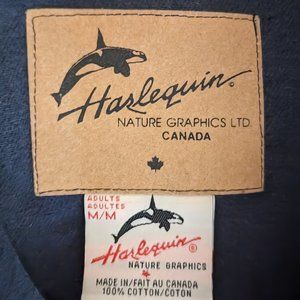 Harlequin©
NATURE GRAPHICS LTD.
CANADA
ADULTS
ADULTES
M/M
Harlequin®
NATURE GRAPHICS
MADE IN/FAIT AU CANADA
100% COTTON/COTON